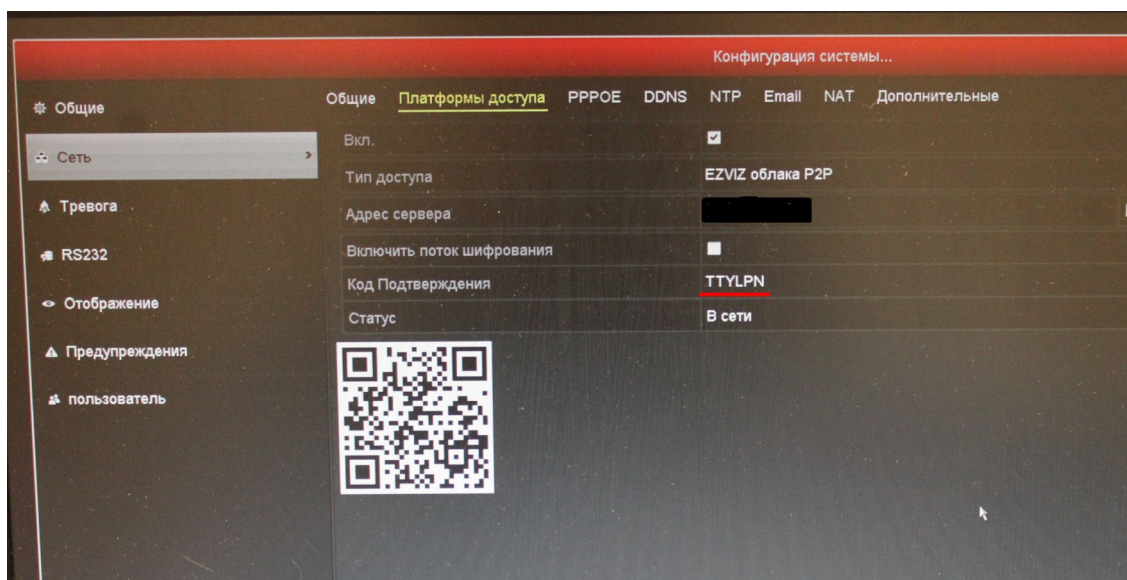 Конфигурация системы...
Общие
Сеть
Тревога
RS232
Отображение
Предупреждения
пользователь
Общие Платформы доступа PPPOE DDNS NTP Email NAT Дополнительные
Вкл.
Тип доступа EZVIZ облака P2P
Адрес сервера
Включить поток шифрования
Код Подтверждения TTYLPN
Статус В сети